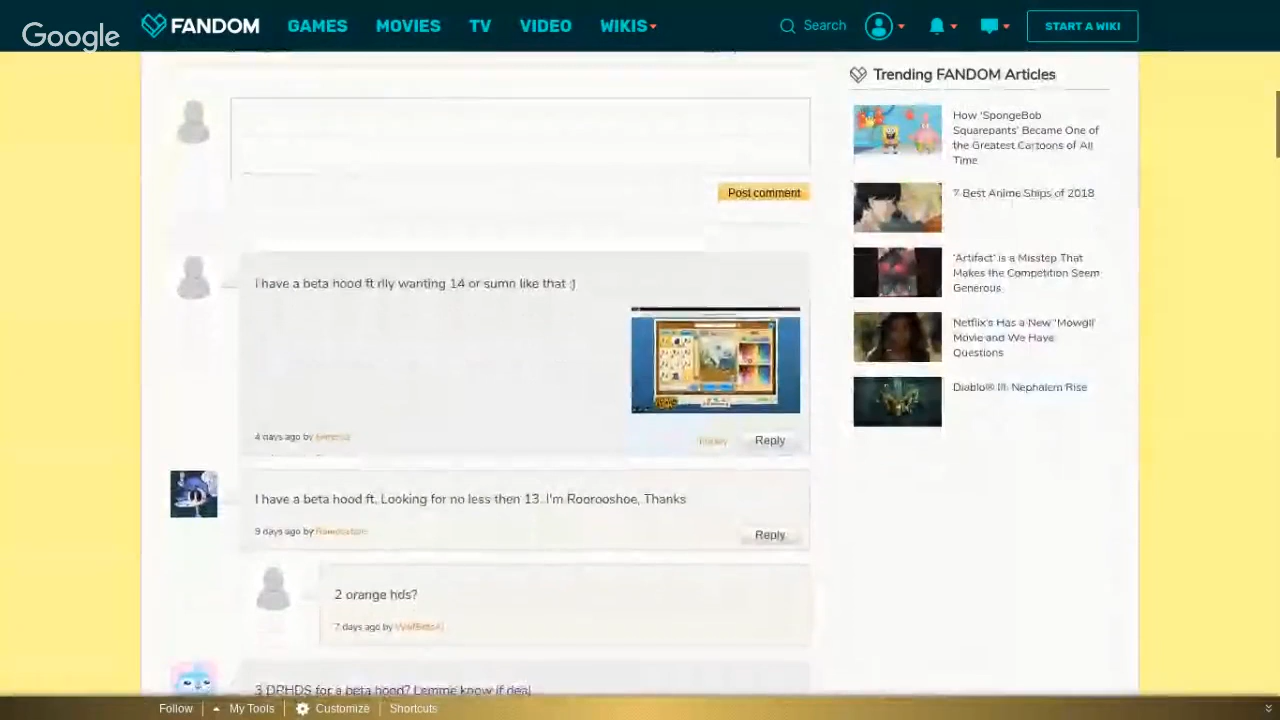 Google
FANDOM GAMES MOVIES TV VIDEO WIKIS Search START A WIKI
Trending FANDOM Articles
How 'SpongeBob
Squarepants' Became One of
the Greatest Cartoons of All
Time
7 Best Anime Ships of 2018
'Artifact' is a Misstep That
Makes the Competition Seem
Generous
Netflix's Has a New 'Mowgli'
Movie and We Have
Questions
Diablo® III: Nephalem Rise
Post comment
I have a beta hood ft rlly wanting 14 or sumn like that :)
4 days ago by
Reply
I have a beta hood ft. Looking for no less then 13. I'm Roorooshoe, Thanks
9 days ago by
Reply
2 orange hds?
7 days ago by
3 DPHDS for a beta hood? Lemme know if deal
Follow My Tools Customize Shortcuts